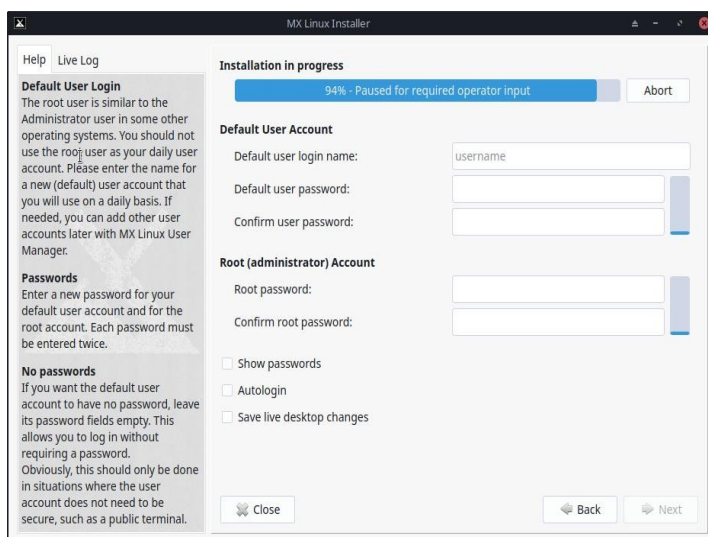 MX Linux Installer
Help
Live Log
Default User Login
The root user is similar to the
Administrator user in some other
operating systems. You should not
use the root user as your daily user
account. Please enter the name for
a new (default) user account that
you will use on a daily basis. If
needed, you can add other user
accounts later with MX Linux User
Manager.
Passwords
Enter a new password for your
default user account and for the
root account. Each password must
be entered twice.
No passwords
If you want the default user
account to have no password, leave
its password fields empty. This
allows you to log in without
requiring a password.
Obviously, this should only be done
in situations where the user
account does not need to be
secure, such as a public terminal.
Installation in progress
94% - Paused for required operator input
Abort
Default User Account
Default user login name:
username
Default user password:
Confirm user password:
Root (administrator) Account
Root password:
Confirm root password:
Show passwords
Autologin
Save live desktop changes
Close
Back
Next